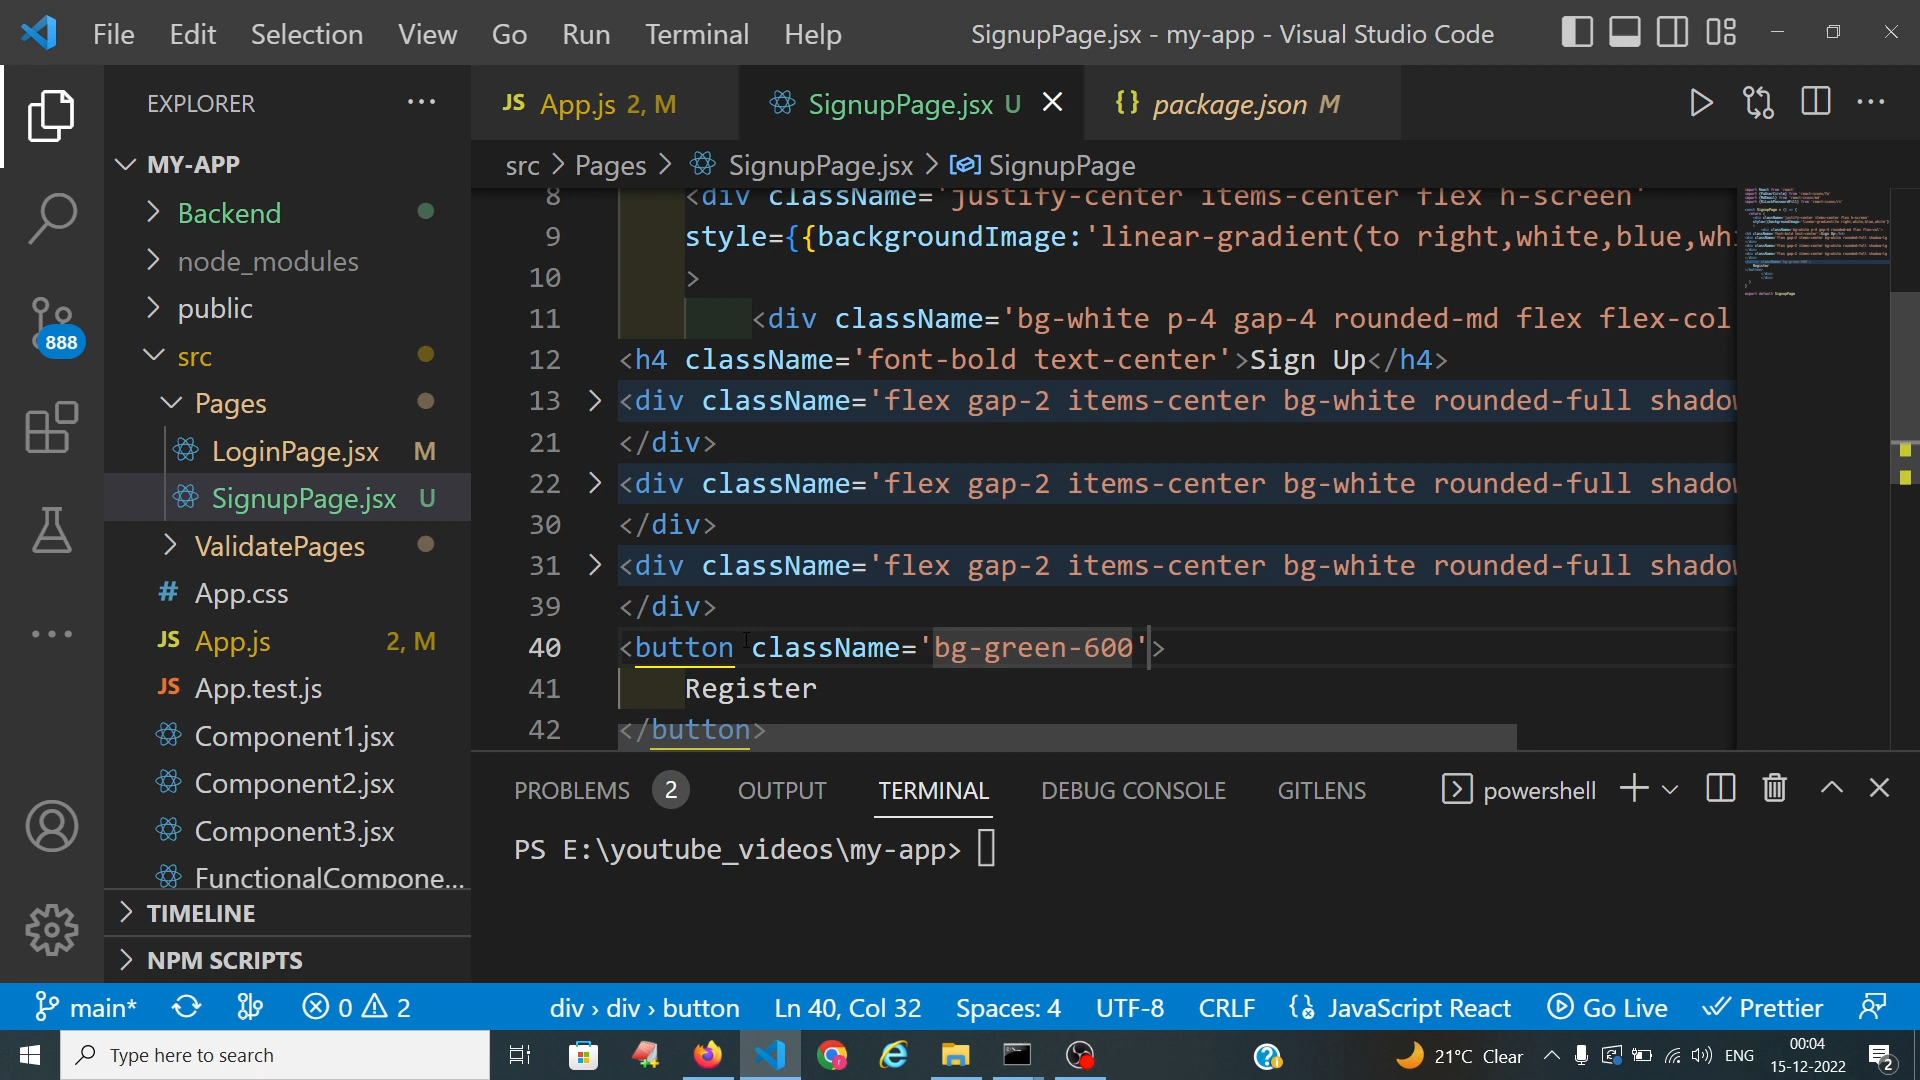 File Edit Selection View Go Run Terminal Help
SignupPage.jsx - my-app - Visual Studio Code
EXPLORER
JS App.js 2, M
SignupPage.jsx U
{} package.json M
MY-APP
src > Pages > SignupPage.jsx > SignupPage
Backend
node_modules
public
888
src
Pages
LoginPage.jsx M
SignupPage.jsx U
ValidatePages
# App.css
JS App.js 2, M
JS App.test.js
Component1.jsx
Component2.jsx
Component3.jsx
FunctionalCompone...
TIMELINE
NPM SCRIPTS
8 <div className='justify-center items-center flex h-screen'
9 style={{backgroundImage:'linear-gradient(to right,white,blue,wh
10 >
11 <div className='bg-white p-4 gap-4 rounded-md flex flex-col
12 <h4 className='font-bold text-center'>Sign Up</h4>
13 <div className='flex gap-2 items-center bg-white rounded-full shadow
21 </div>
22 <div className='flex gap-2 items-center bg-white rounded-full shadow
30 </div>
31 <div className='flex gap-2 items-center bg-white rounded-full shadow
39 </div>
40 <button className='bg-green-600'>
41 Register
42 </button>
PROBLEMS 2 OUTPUT TERMINAL DEBUG CONSOLE GITLENS
powershell
PS E:\youtube_videos\my-app>
main* 0 2
div › div › button Ln 40, Col 32 Spaces: 4 UTF-8 CRLF JavaScript React Go Live Prettier
Type here to search
21°C Clear ENG
00:04
15-12-2022
2